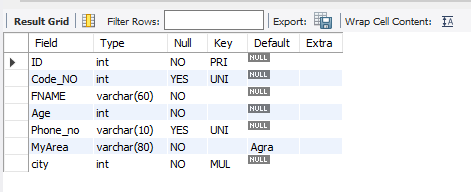 Result Grid Filter Rows: Export: Wrap Cell Content: IA
Field Type Null Key Default Extra
ID int NO PRI NULL
Code_NO int YES UNI NULL
FNAME varchar(60) NO NULL
Age int NO NULL
Phone_no varchar(10) YES UNI NULL
MyArea varchar(80) NO Agra
city int NO MUL NULL